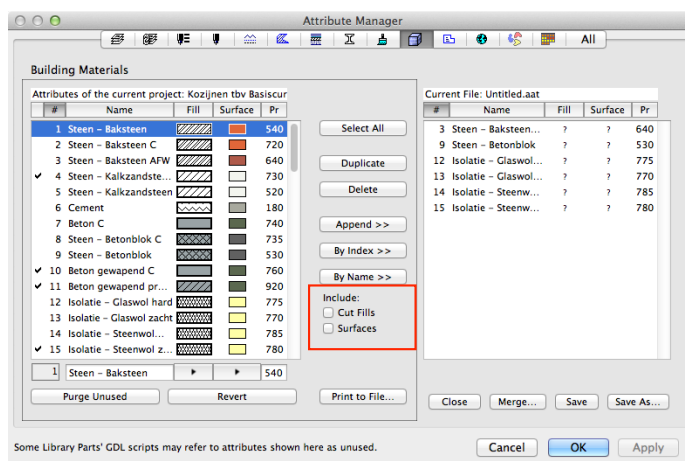 Attribute Manager
All
Building Materials
Attributes of the current project: Kozijnen tbv Basiscur
# Name Fill Surface Pr
1 Steen - Baksteen 540
2 Steen - Baksteen C 720
3 Steen - Baksteen AFW 640
4 Steen - Kalkzandste... 730
5 Steen - Kalkzandsteen 520
6 Cement 180
7 Beton C 740
8 Steen - Betonblok C 735
9 Steen - Betonblok 530
10 Beton gewapend C 760
11 Beton gewapend pr... 920
12 Isolatie - Glaswol hard 775
13 Isolatie - Glaswol zacht 770
14 Isolatie - Steenwol... 785
15 Isolatie - Steenwol z... 780
1 Steen - Baksteen 540
Purge Unused
Revert
Select All
Duplicate
Delete
Append >>
By Index >>
By Name >>
Include:
Cut Fills
Surfaces
Print to File...
Current File: Untitled.aat
# Name Fill Surface Pr
3 Steen - Baksteen... ? ? 640
9 Steen - Betonblok ? ? 530
12 Isolatie - Glaswol... ? ? 775
13 Isolatie - Glaswol... ? ? 770
14 Isolatie - Steenw... ? ? 785
15 Isolatie - Steenw... ? ? 780
Close
Merge...
Save
Save As...
Some Library Parts' GDL scripts may refer to attributes shown here as unused.
Cancel
OK
Apply